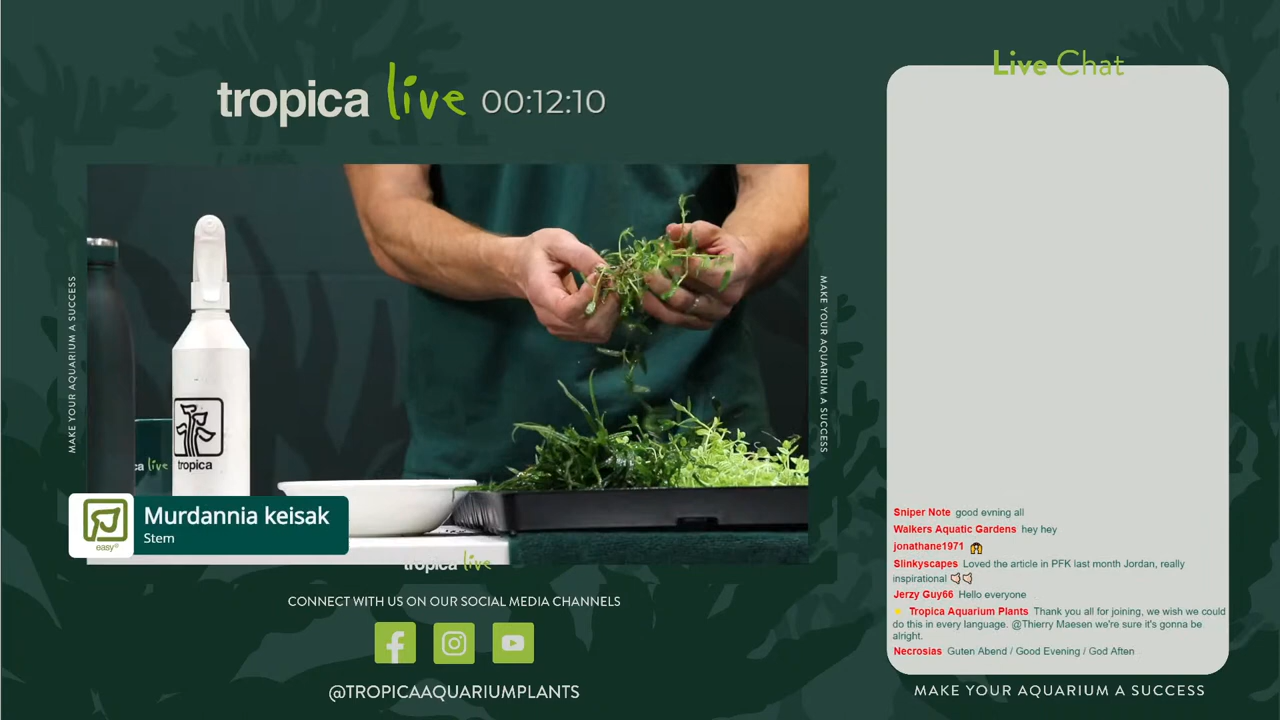 Live Chat
tropica live 00:12:10
MAKE YOUR AQUARIUM A SUCCESS
MAKE YOUR AQUARIUM A SUCCESS
tropica
ca live
easy
Murdannia keisak
Stem
tropica live
CONNECT WITH US ON OUR SOCIAL MEDIA CHANNELS
@TROPICAAQUARIUMPLANTS
Sniper Note good evning all
Walkers Aquatic Gardens hey hey
jonathane1971
Slinkyscapes Loved the article in PFK last month Jordan, really
inspirational
Jerzy Guy66 Hello everyone
Tropica Aquarium Plants Thank you all for joining, we wish we could
do this in every language. @Thierry Maesen we're sure it's gonna be
alright.
Necrosias Guten Abend / Good Evening / God Aften
MAKE YOUR AQUARIUM A SUCCESS